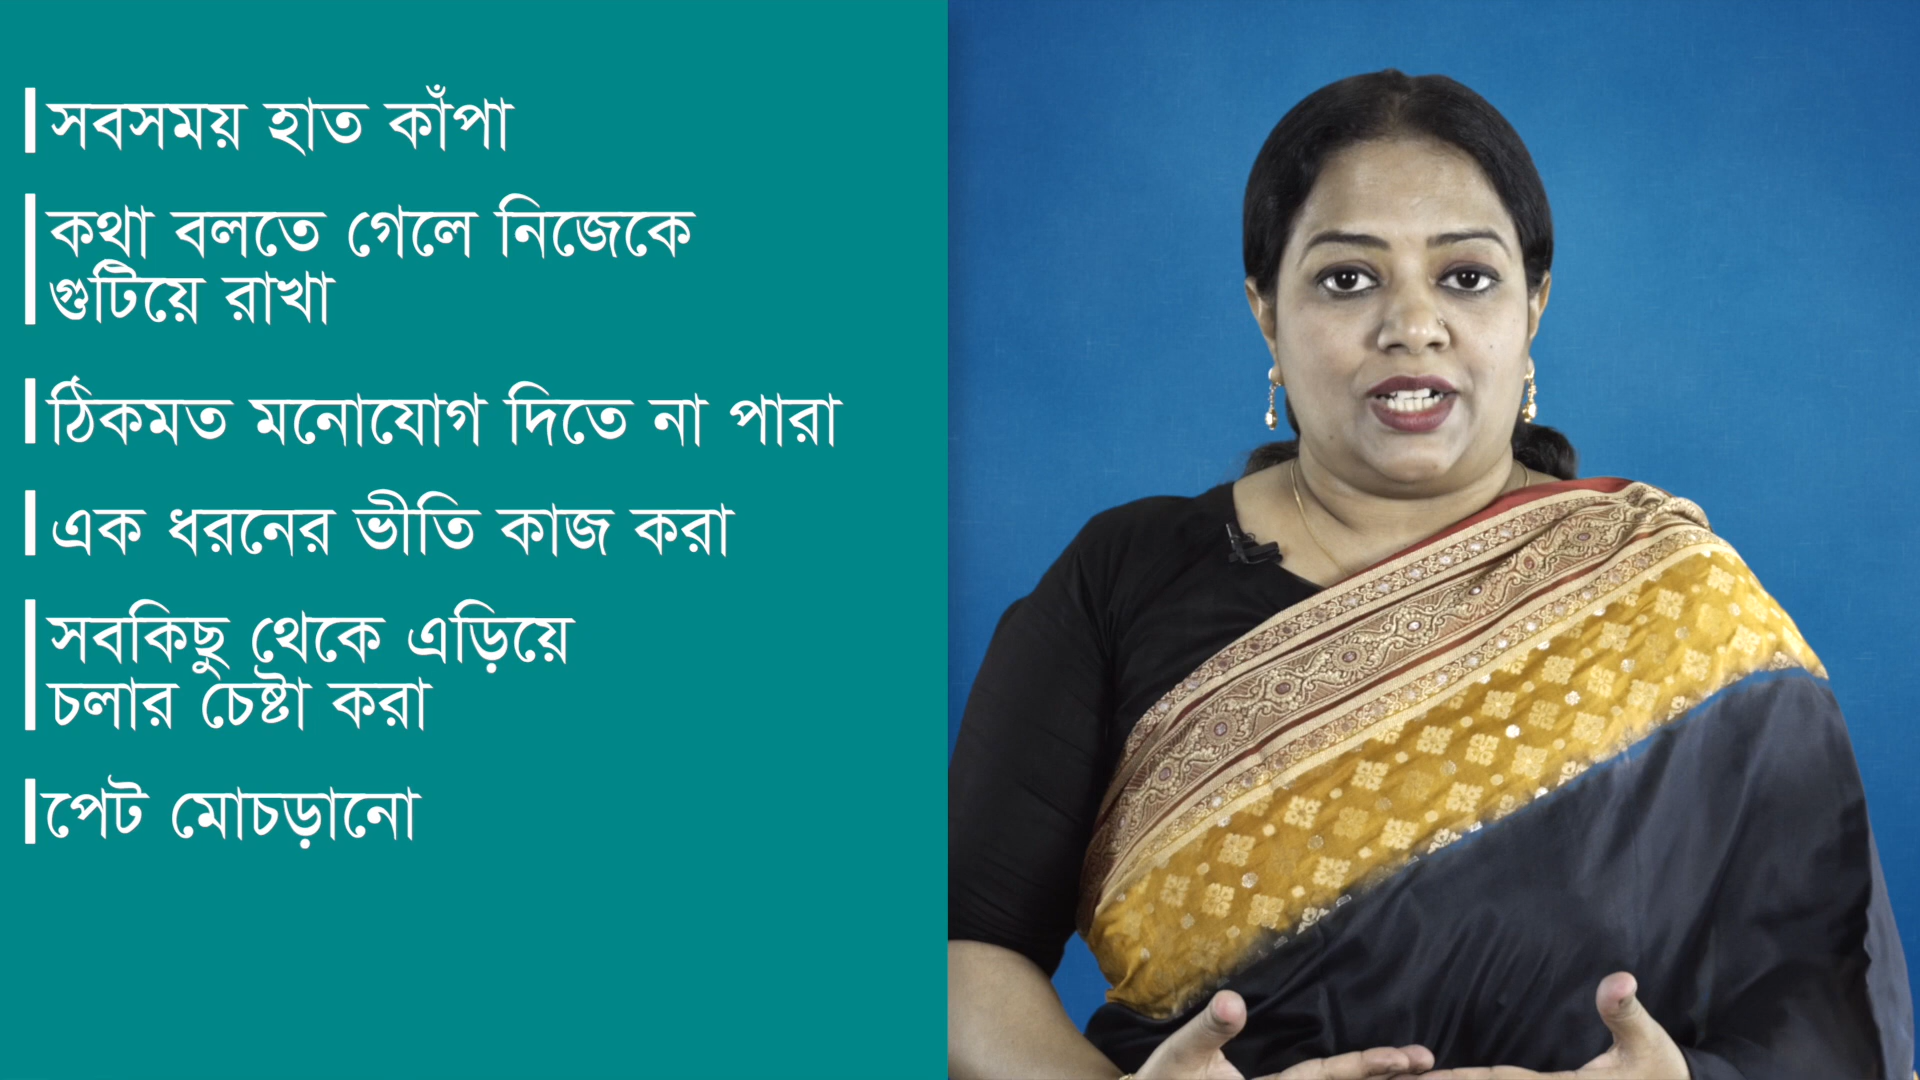 সবসময় হাত কাঁপা
কথা বলতে গেলে নিজেকে
গুটিয়ে রাখা
ঠিকমত মনোযোগ দিতে না পারা
এক ধরনের ভীতি কাজ করা
সবকিছু থেকে এড়িয়ে
চলার চেষ্টা করা
পেট মোচড়ানো